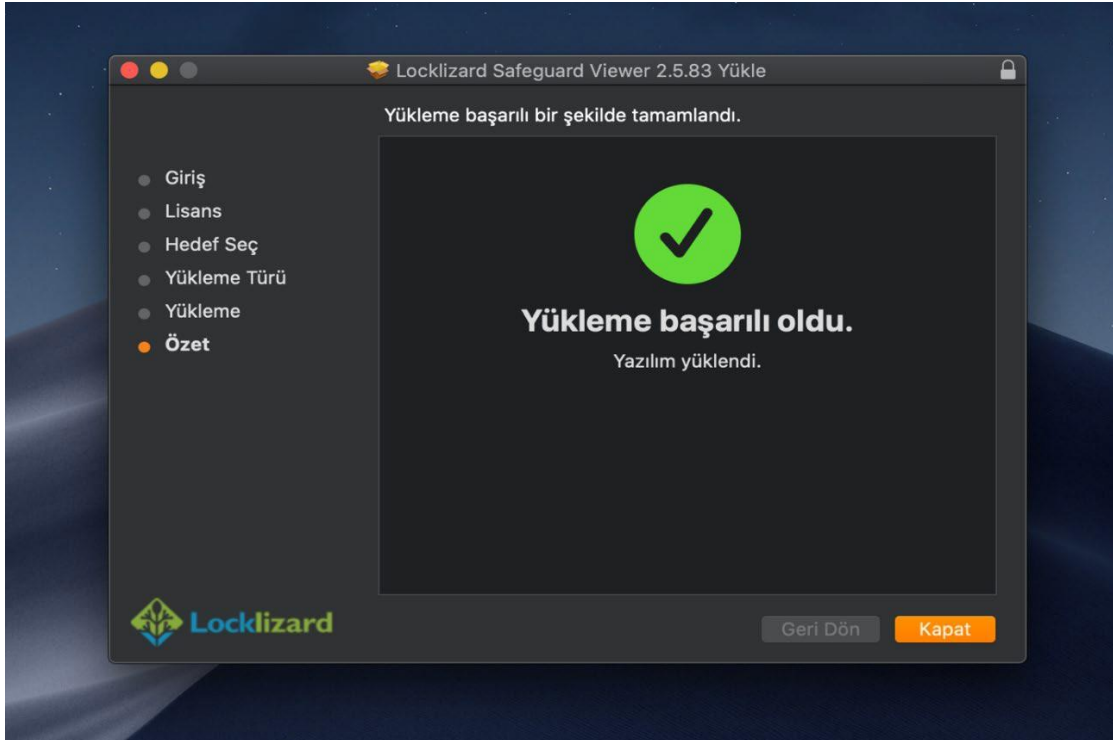 Locklizard Safeguard Viewer 2.5.83 Yükle
Yükleme başarılı bir şekilde tamamlandı.
Giriş
Lisans
Hedef Seç
Yükleme Türü
Yükleme
Özet
Yükleme başarılı oldu.
Yazılım yüklendi.
Locklizard
Geri Dön
Kapat